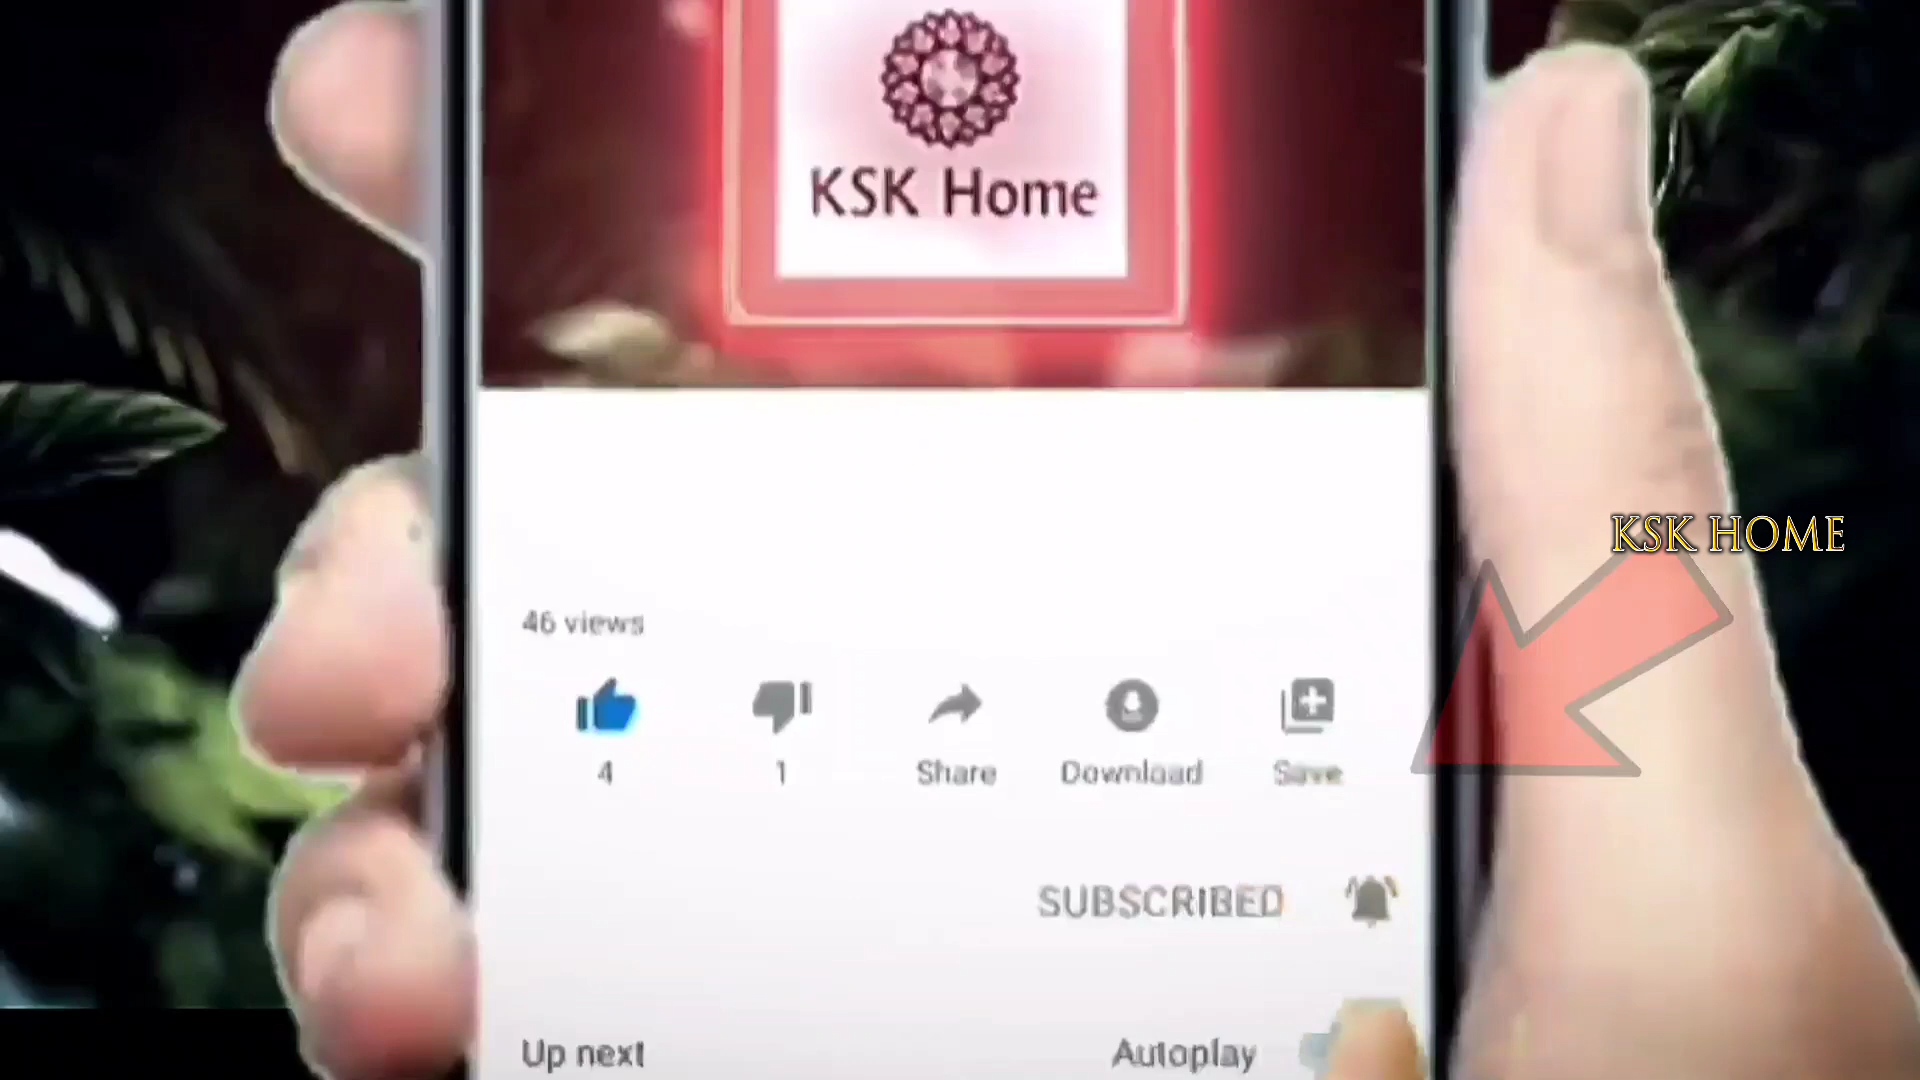 KSK Home
KSK HOME
46 views
4
1
Share
Download
Save
SUBSCRIBED
Up next
Autoplay